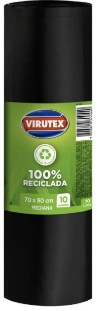 VIRUTEX
100%
RECICLADA
70 x 90 cm
MEDIANA
10